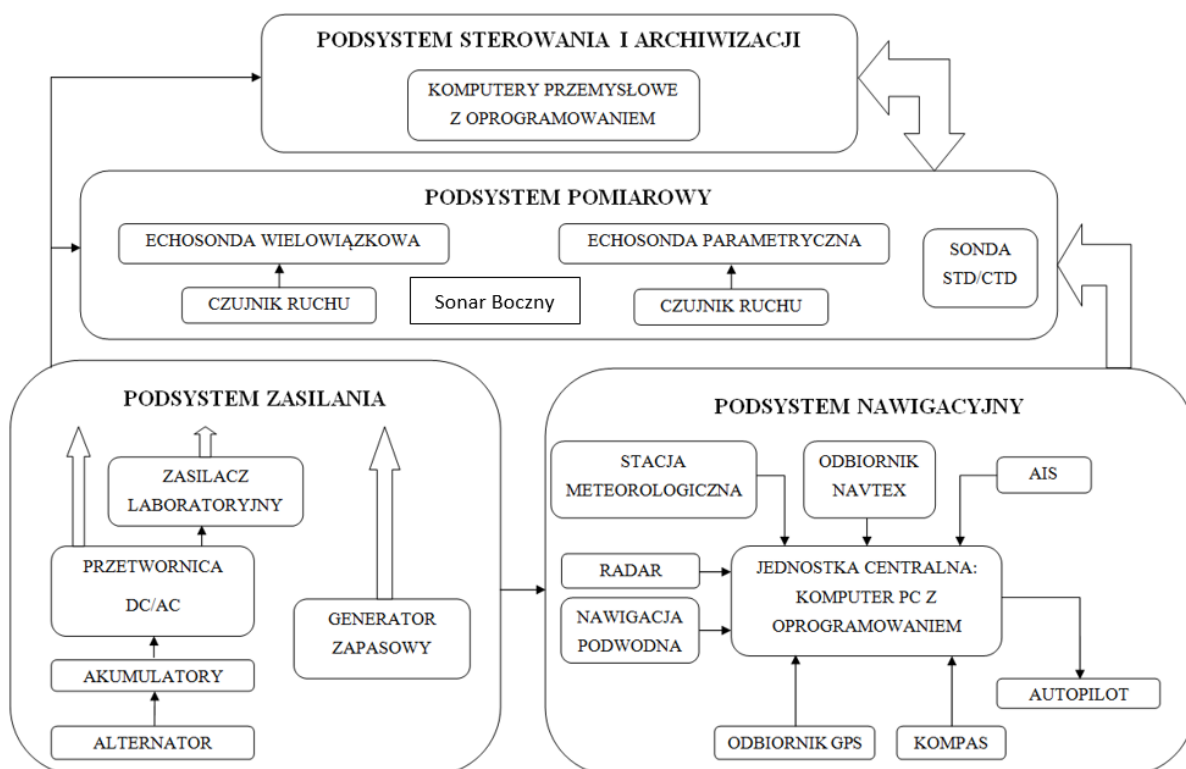 PODSYSTEM STEROWANIA I ARCHIWIZACJI
KOMPUTERY PRZEMYSŁOWE
Z OPROGRAMOWANIEM
PODSYSTEM POMIAROWY
ECHOSONDA WIELOWIĄZKOWA
CZUJNIK RUCHU
Sonar Boczny
ECHOSONDA PARAMETRYCZNA
CZUJNIK RUCHU
SONDA
STD/CTD
PODSYSTEM ZASILANIA
ZASILACZ
LABORATORYJNY
PRZETWORNICA
DC/AC
GENERATOR
ZAPASOWY
AKUMULATORY
ALTERNATOR
PODSYSTEM NAWIGACYJNY
STACJA
METEOROLOGICZNA
ODBIORNIK
NAVTEX
AIS
RADAR
NAWIGACJA
PODWODNA
JEDNOSTKA CENTRALNA:
KOMPUTER PC Z
OPROGRAMOWANIEM
AUTOPILOT
ODBIORNIK GPS
KOMPAS